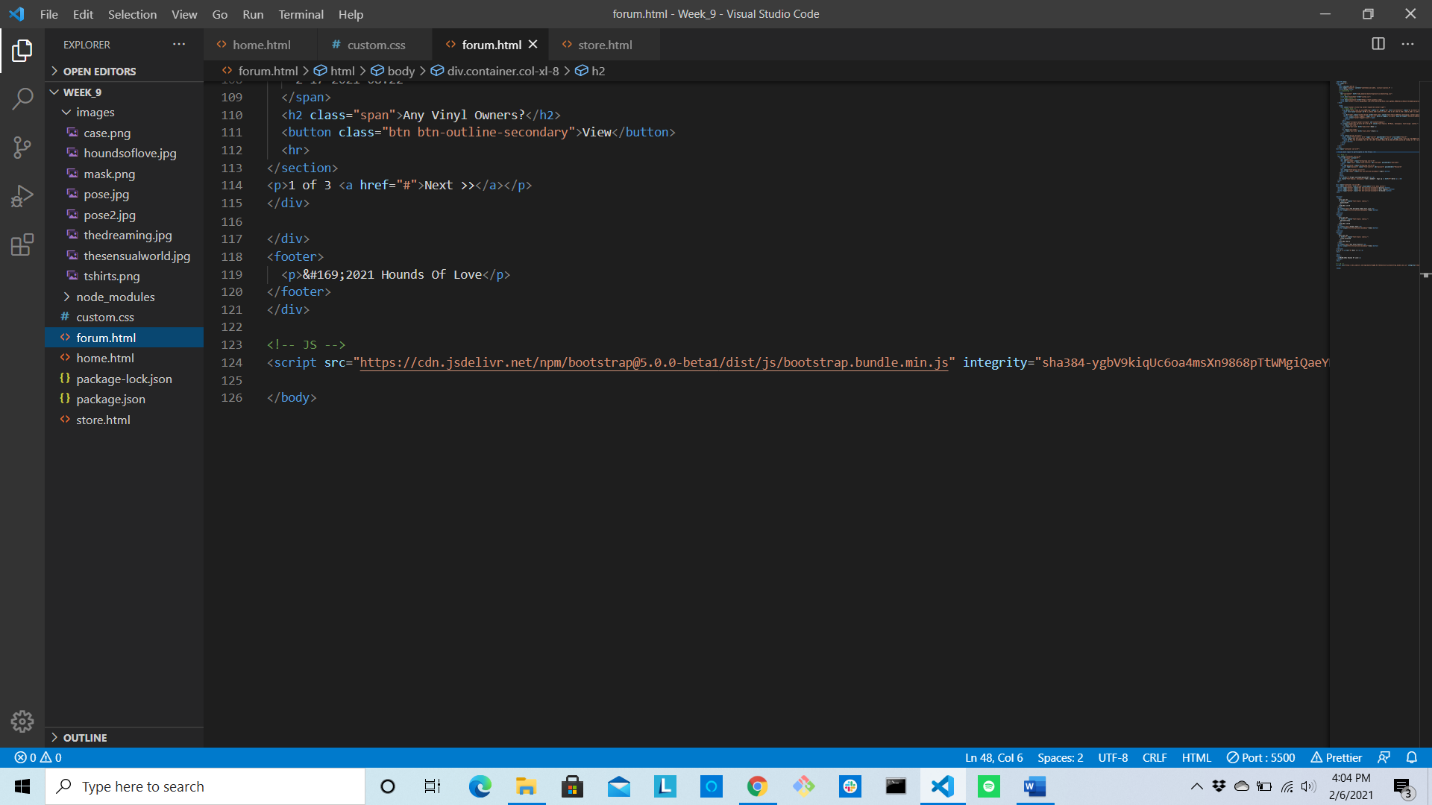 File Edit Selection View Go Run Terminal Help
forum.html - Week_9 - Visual Studio Code
EXPLORER
home.html
custom.css
forum.html
store.html
OPEN EDITORS
forum.html > html > body > div.container.col-xl-8 > h2
WEEK_9
images
case.png
houndsoflove.jpg
mask.png
pose.jpg
pose2.jpg
thedreaming.jpg
thesensualworld.jpg
tshirts.png
node_modules
custom.css
forum.html
home.html
package-lock.json
package.json
store.html
OUTLINE
109 </span>
110 <h2 class="span">Any Vinyl Owners?</h2>
111 <button class="btn btn-outline-secondary">View</button>
112 <hr>
113 </section>
114 <p>1 of 3 <a href="#">Next >></a></p>
115 </div>
116
117 </div>
118 <footer>
119 <p>&#169;2021 Hounds Of Love</p>
120 </footer>
121 </div>
122
123 <!-- JS -->
124 <script src="https://cdn.jsdelivr.net/npm/bootstrap@5.0.0-beta1/dist/js/bootstrap.bundle.min.js" integrity="sha384-ygbV9kiqUc6oa4msXn9868pTtWMgiQaeY
125
126 </body>
0 0
Ln 48, Col 6 Spaces: 2 UTF-8 CRLF HTML Port : 5500 Prettier
Type here to search
4:04 PM
2/6/2021
3